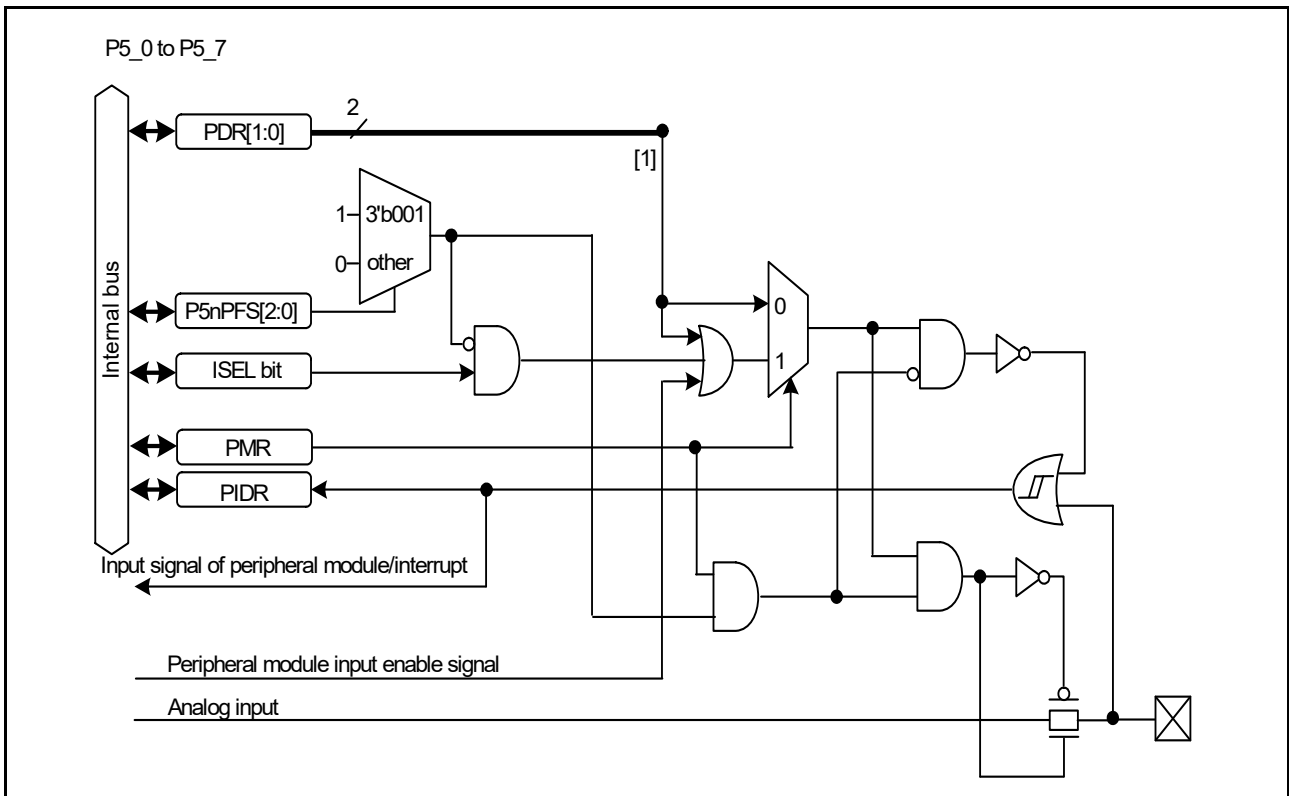 P5_0 to P5_7
2
PDR[1:0]
[1]
1
3'b001
0
other
0
Internal bus
P5nPFS[2:0]
1
ISEL bit
PMR
PIDR
Input signal of peripheral module/interrupt
Peripheral module input enable signal
Analog input